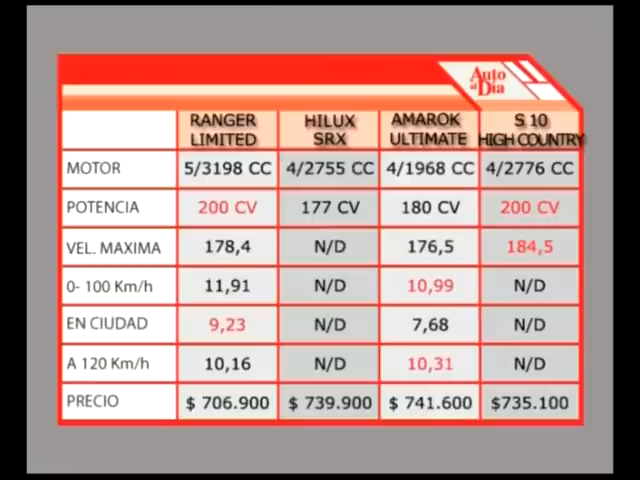 Auto
al Dia
RANGER LIMITED HILUX SRX AMAROK ULTIMATE S 10 HIGH COUNTRY
MOTOR 5/3198 CC 4/2755 CC 4/1968 CC 4/2776 CC
POTENCIA 200 CV 177 CV 180 CV 200 CV
VEL. MAXIMA 178,4 N/D 176,5 184,5
0- 100 Km/h 11,91 N/D 10,99 N/D
EN CIUDAD 9,23 N/D 7,68 N/D
A 120 Km/h 10,16 N/D 10,31 N/D
PRECIO $ 706.900 $ 739.900 $ 741.600 $735.100